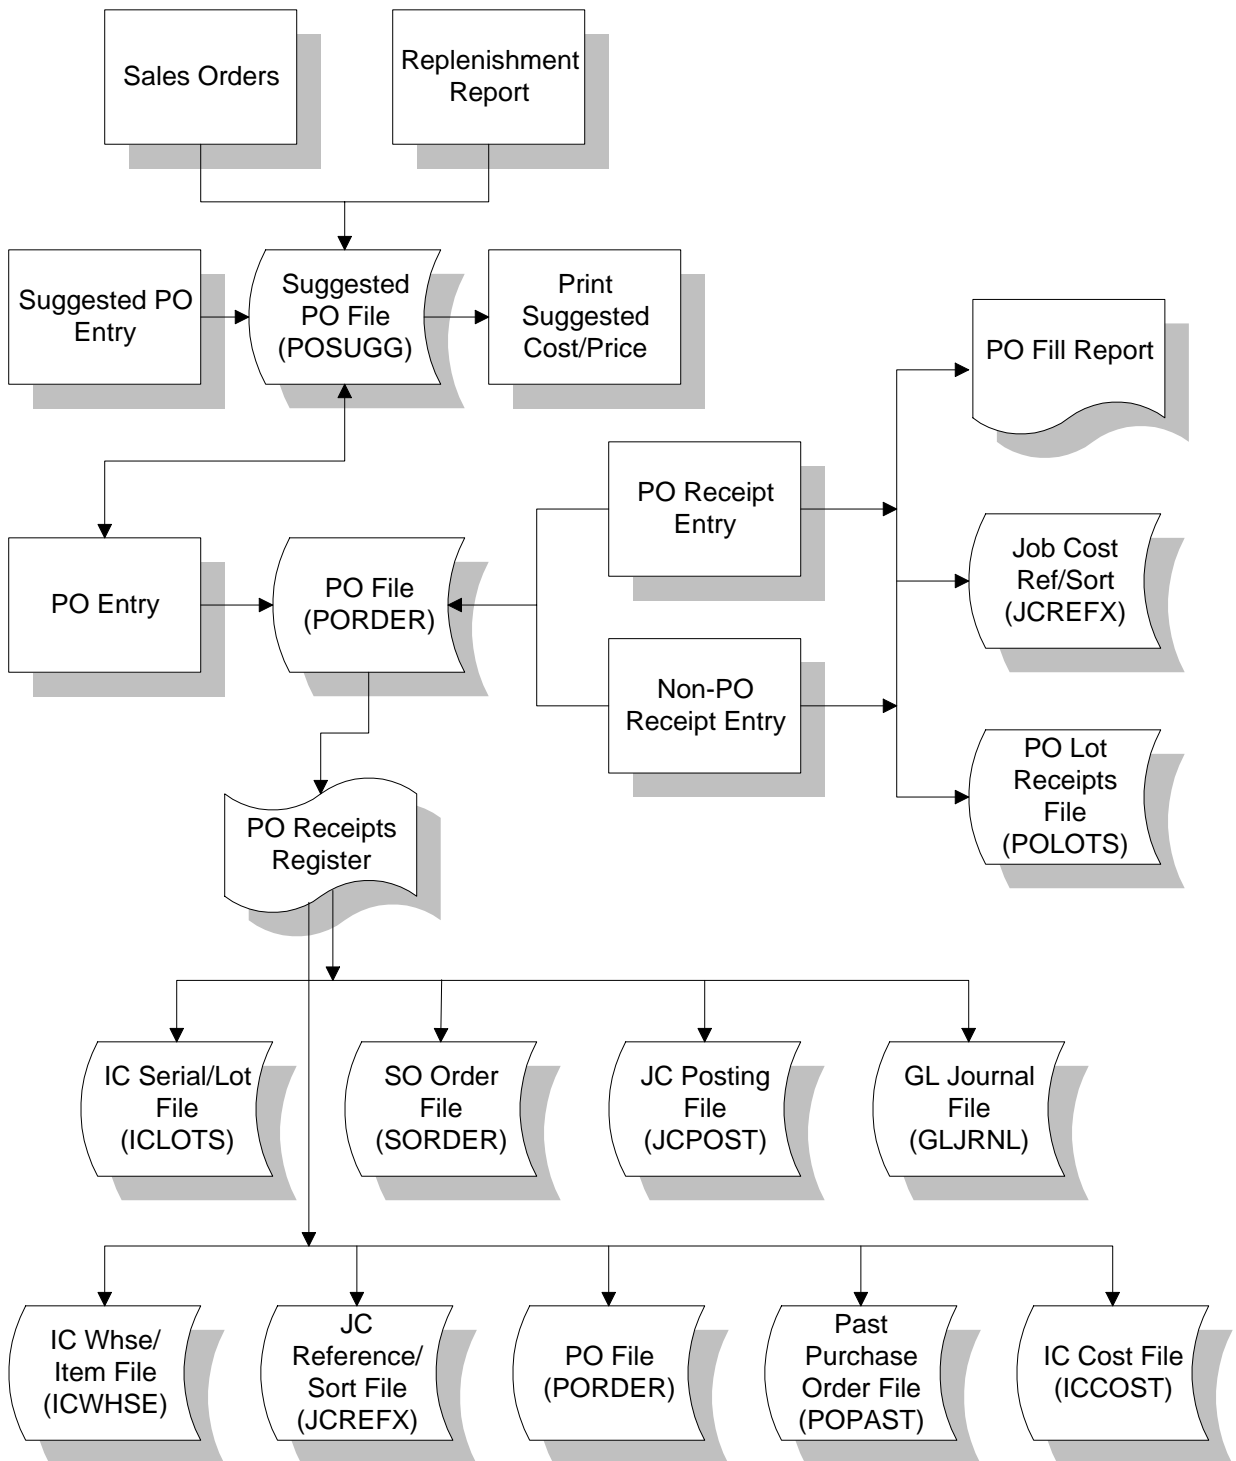 Sales Orders
Replenishment
Report
Suggested PO
Entry
Suggested
PO File
(POSUGG)
Print
Suggested
Cost/Price
PO Fill Report
PO Receipt
Entry
Job Cost
Ref/Sort
(JCREFX)
PO Entry
PO File
(PORDER)
Non-PO
Receipt Entry
PO Lot
Receipts
File
(POLOTS)
PO Receipts
Register
IC Serial/Lot
File
(ICLOTS)
SO Order
File
(SORDER)
JC Posting
File
(JCPOST)
GL Journal
File
(GLJRNL)
IC Whse/
Item File
(ICWHSE)
JC
Reference/
Sort File
(JCREFX)
PO File
(PORDER)
Past
Purchase
Order File
(POPAST)
IC Cost File
(ICCOST)